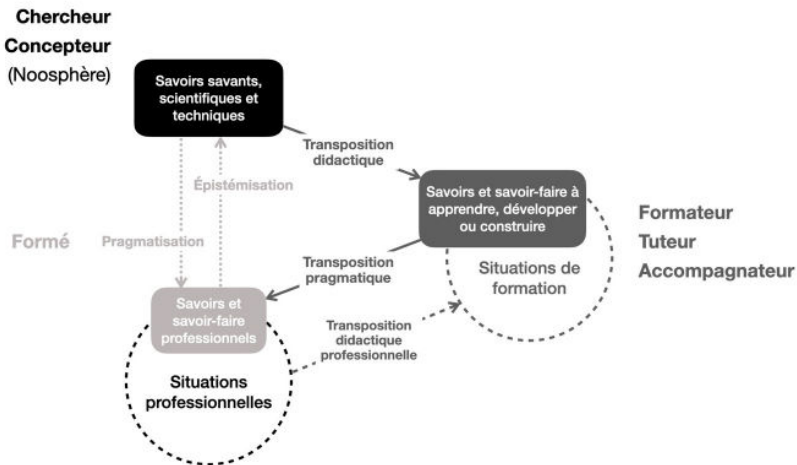 Chercheur
Concepteur
(Noosphère)
Savoirs savants,
scientifiques et
techniques
Transposition
didactique
Épistémisation
Savoirs et savoir-faire à
apprendre, développer
ou construire
Formateur
Tuteur
Accompagnateur
Formé
Pragmatisation
Transposition
pragmatique
Situations de
formation
Savoirs et
savoir-faire
professionnels
Transposition
didactique
professionnelle
Situations
professionnelles